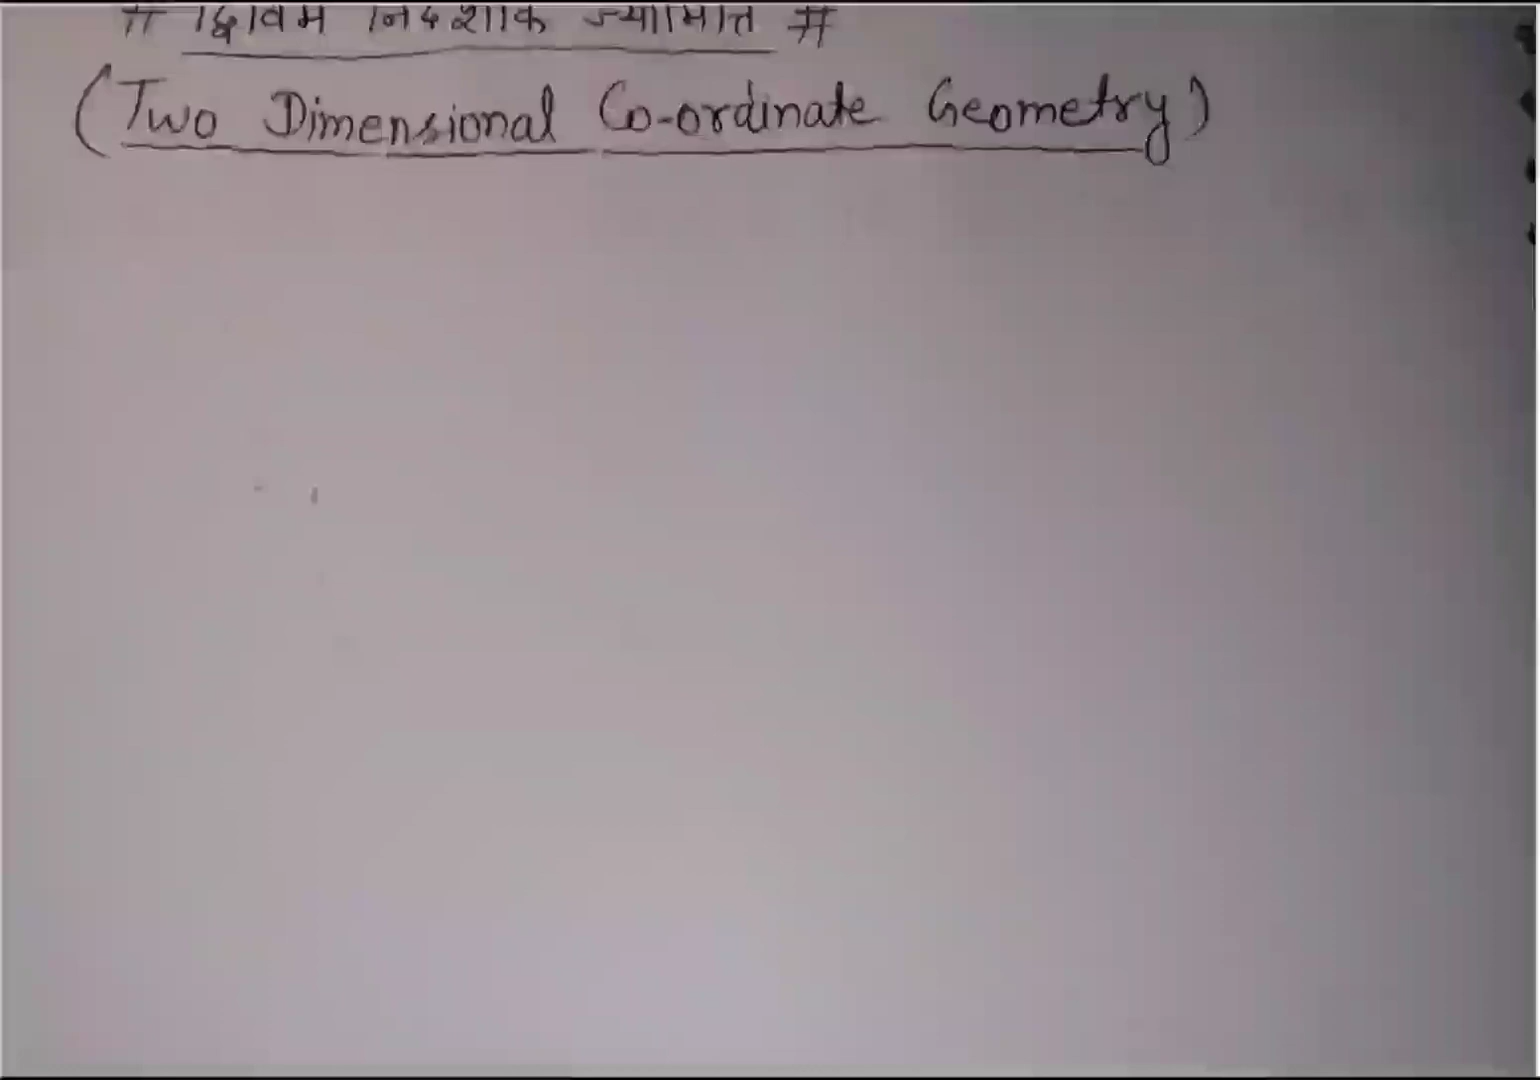 # द्विविम निर्देशांक ज्यामिति #
(Two Dimensional Co-ordinate Geometry)